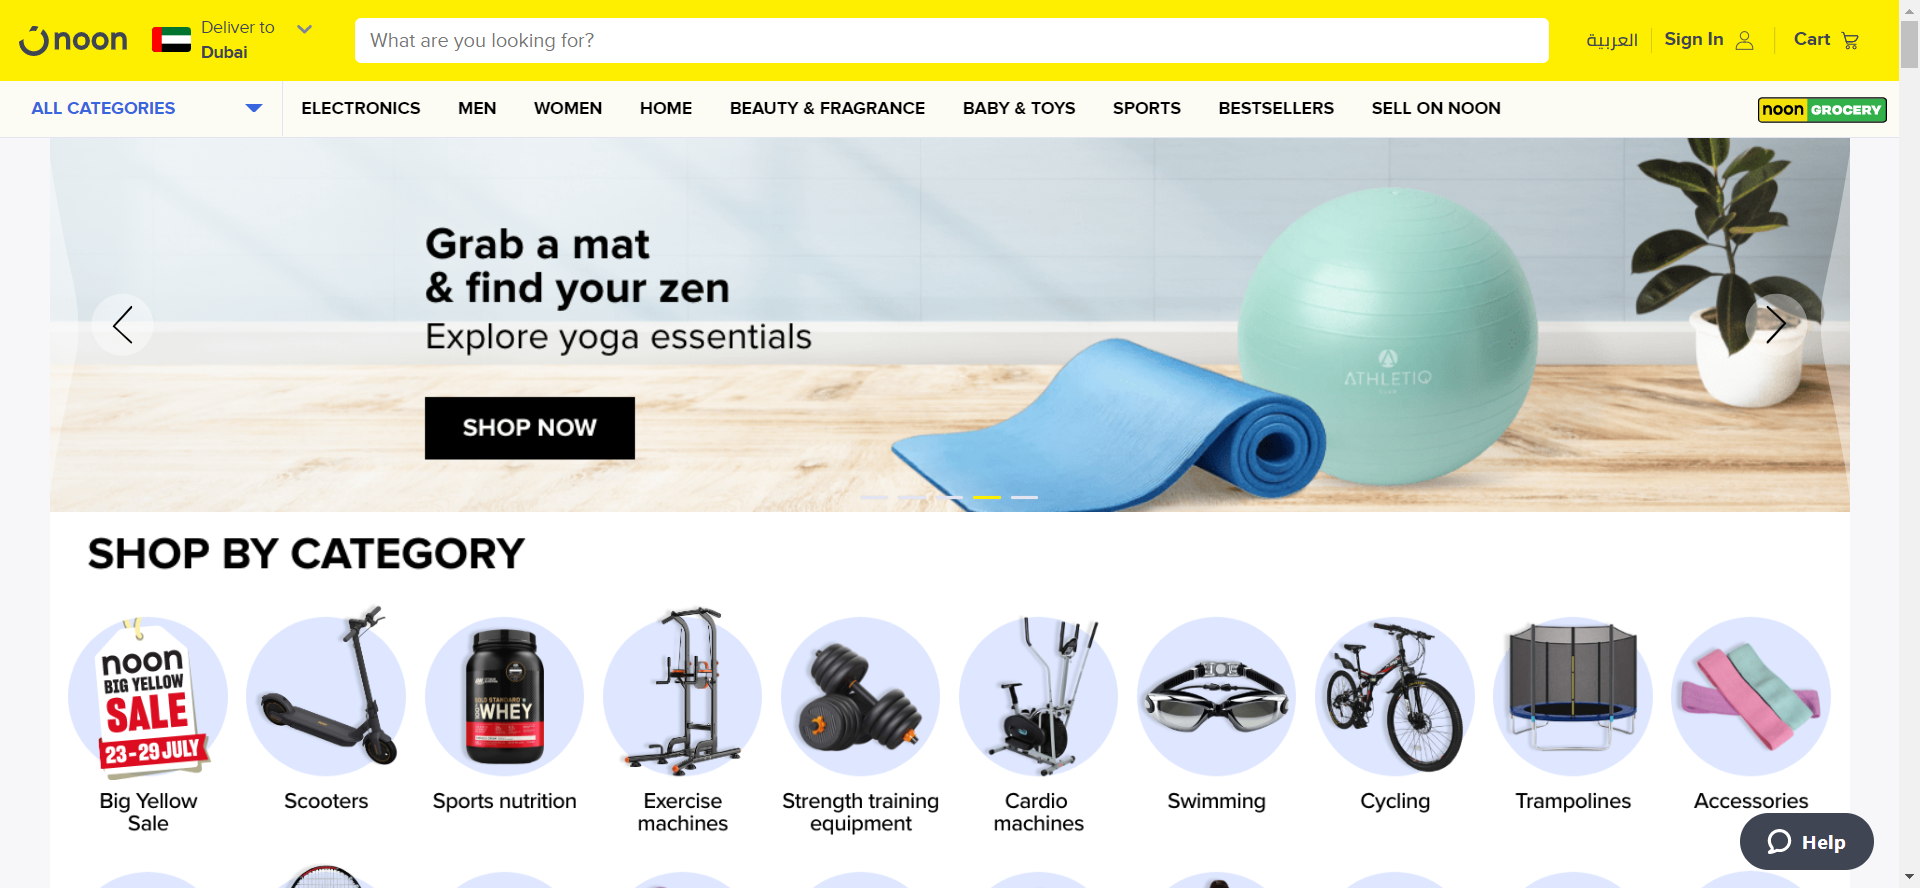 noon
Deliver to
Dubai
What are you looking for?
العربية
Sign In
Cart
ALL CATEGORIES
ELECTRONICS
MEN
WOMEN
HOME
BEAUTY & FRAGRANCE
BABY & TOYS
SPORTS
BESTSELLERS
SELL ON NOON
noon GROCERY
Grab a mat
& find your zen
Explore yoga essentials
SHOP NOW
ATHLETIQ
CLUB
SHOP BY CATEGORY
noon
BIG YELLOW
SALE
23-29 JULY
GOLD STANDARD
WHEY
Big Yellow
Sale
Scooters
Sports nutrition
Exercise
machines
Strength training
equipment
Cardio
machines
Swimming
Cycling
Trampolines
Accessories
Help